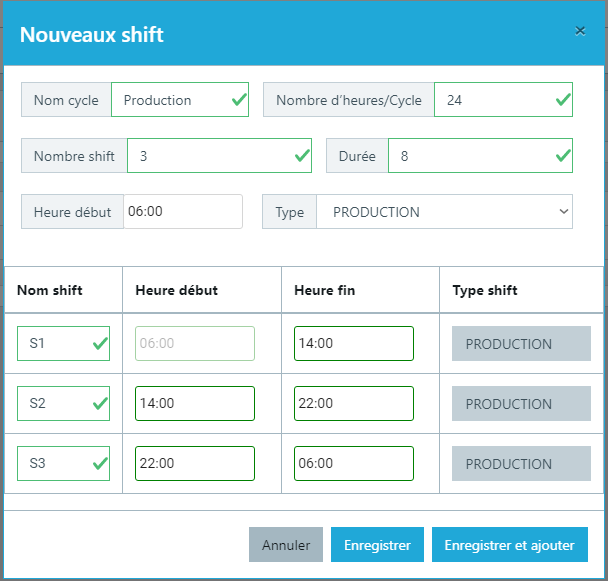 Nouveaux shift ×
Nom cycle Production Nombre d’heures/Cycle 24
Nombre shift 3 Durée 8
Heure début 06:00 Type PRODUCTION
Nom shift Heure début Heure fin Type shift
S1 06:00 14:00 PRODUCTION
S2 14:00 22:00 PRODUCTION
S3 22:00 06:00 PRODUCTION
Annuler Enregistrer Enregistrer et ajouter